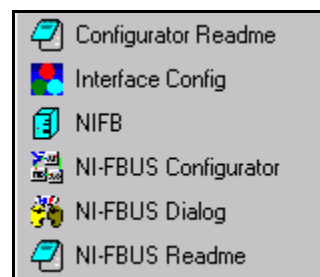 Configurator Readme
Interface Config
NIFB
NI-FBUS Configurator
NI-FBUS Dialog
NI-FBUS Readme